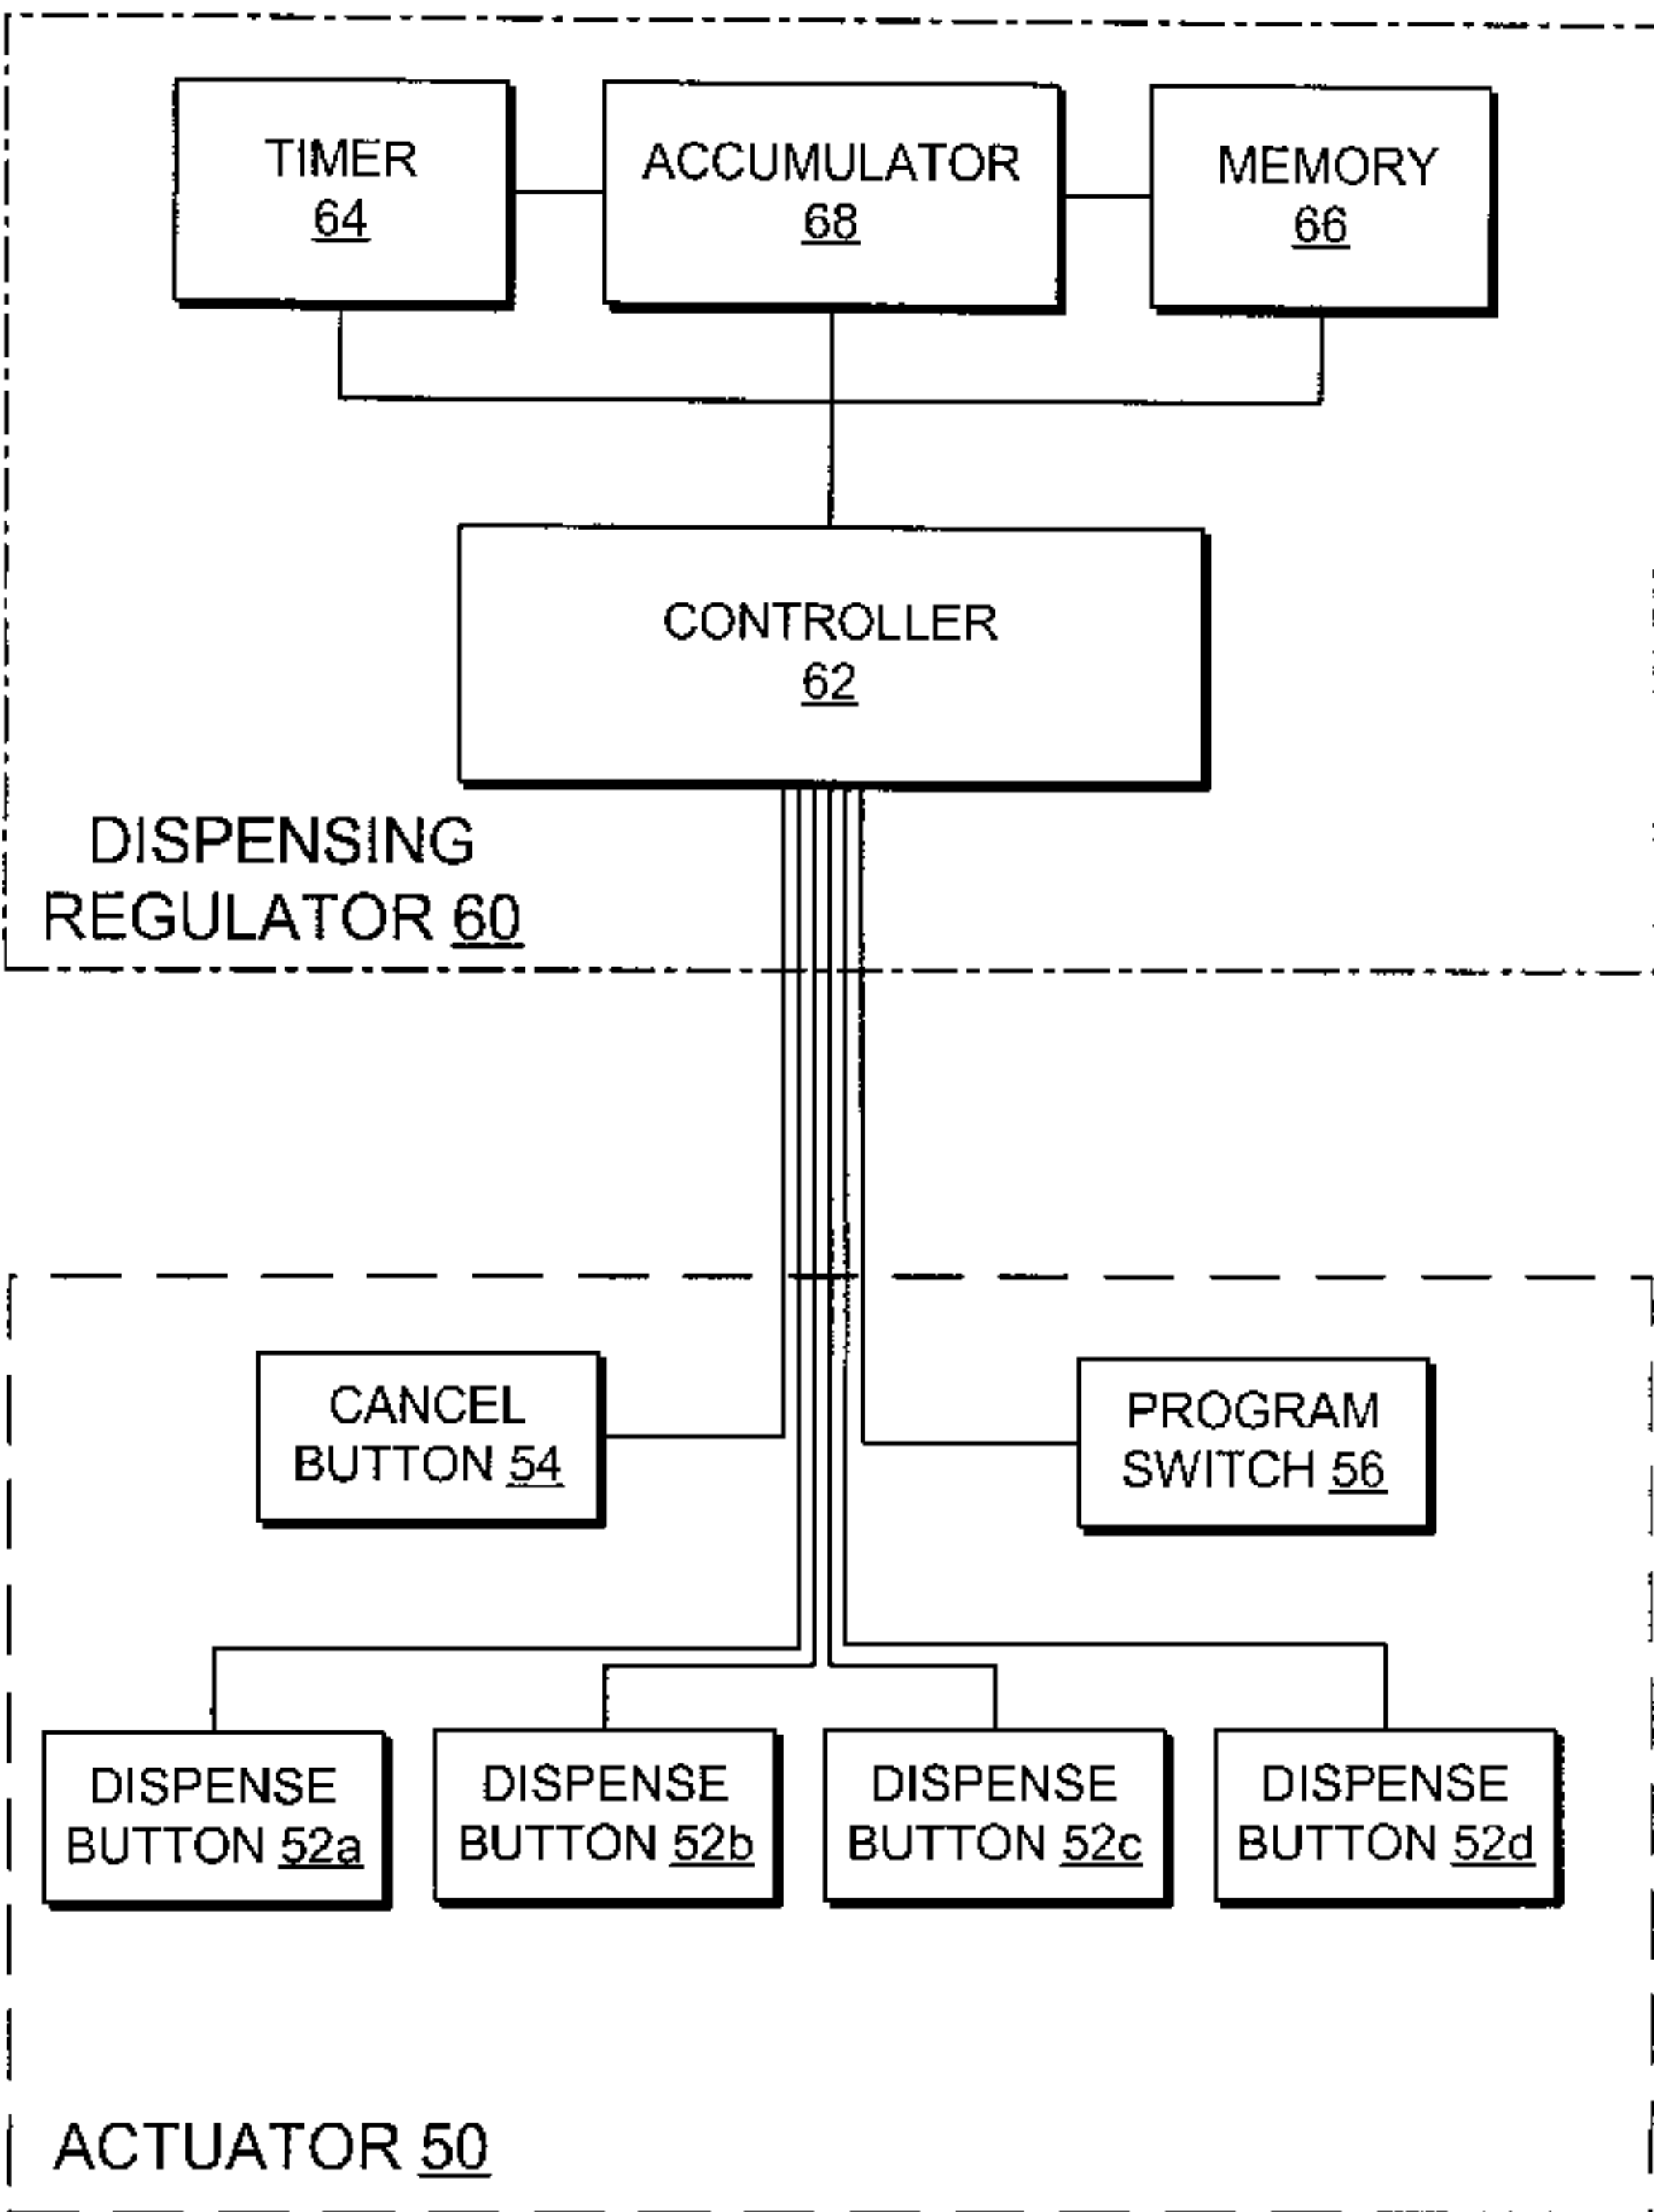 TIMER
64
ACCUMULATOR
68
MEMORY
66
CONTROLLER
62
DISPENSING
REGULATOR 60
CANCEL
BUTTON 54
PROGRAM
SWITCH 56
DISPENSE
BUTTON 52a
DISPENSE
BUTTON 52b
DISPENSE
BUTTON 52c
DISPENSE
BUTTON 52d
ACTUATOR 50